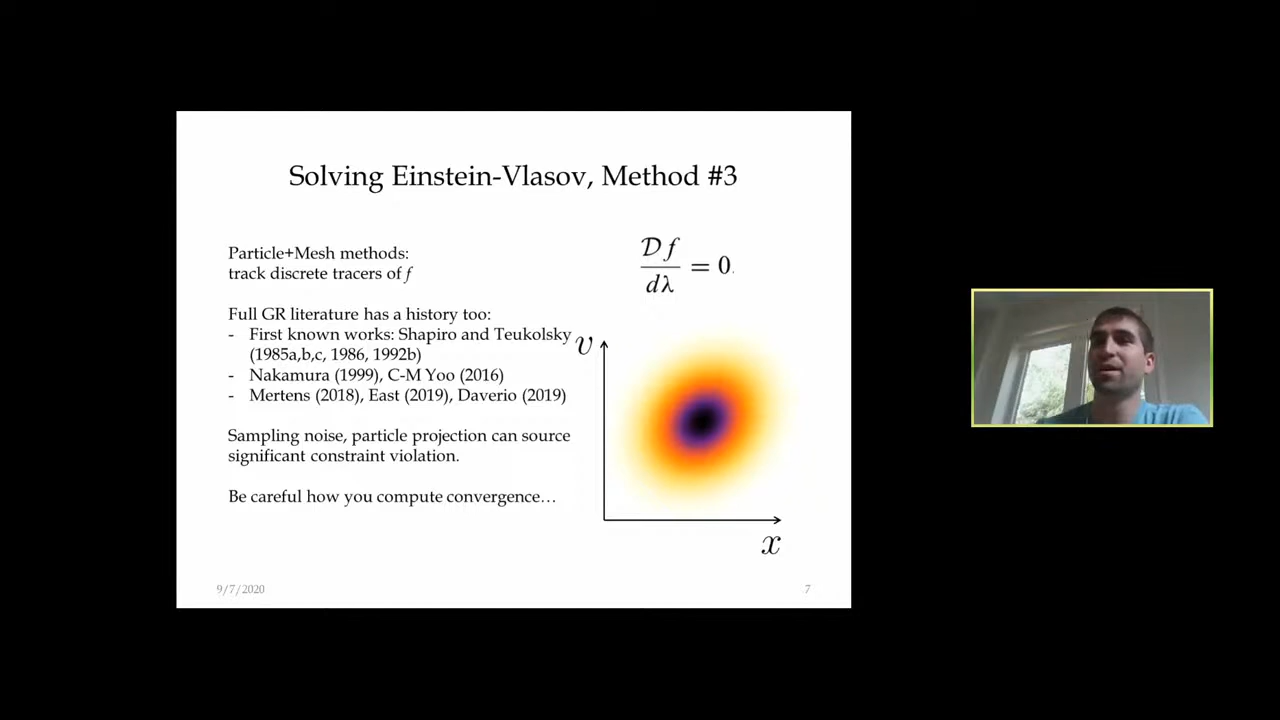 Solving Einstein-Vlasov, Method #3
Particle+Mesh methods:
track discrete tracers of f
Full GR literature has a history too:
- First known works: Shapiro and Teukolsky
(1985a,b,c, 1986, 1992b)
- Nakamura (1999), C-M Yoo (2016)
- Mertens (2018), East (2019), Daverio (2019)
Sampling noise, particle projection can source
significant constraint violation.
Be careful how you compute convergence…
𝒟f
dλ
= 0.
v
x
9/7/2020
7